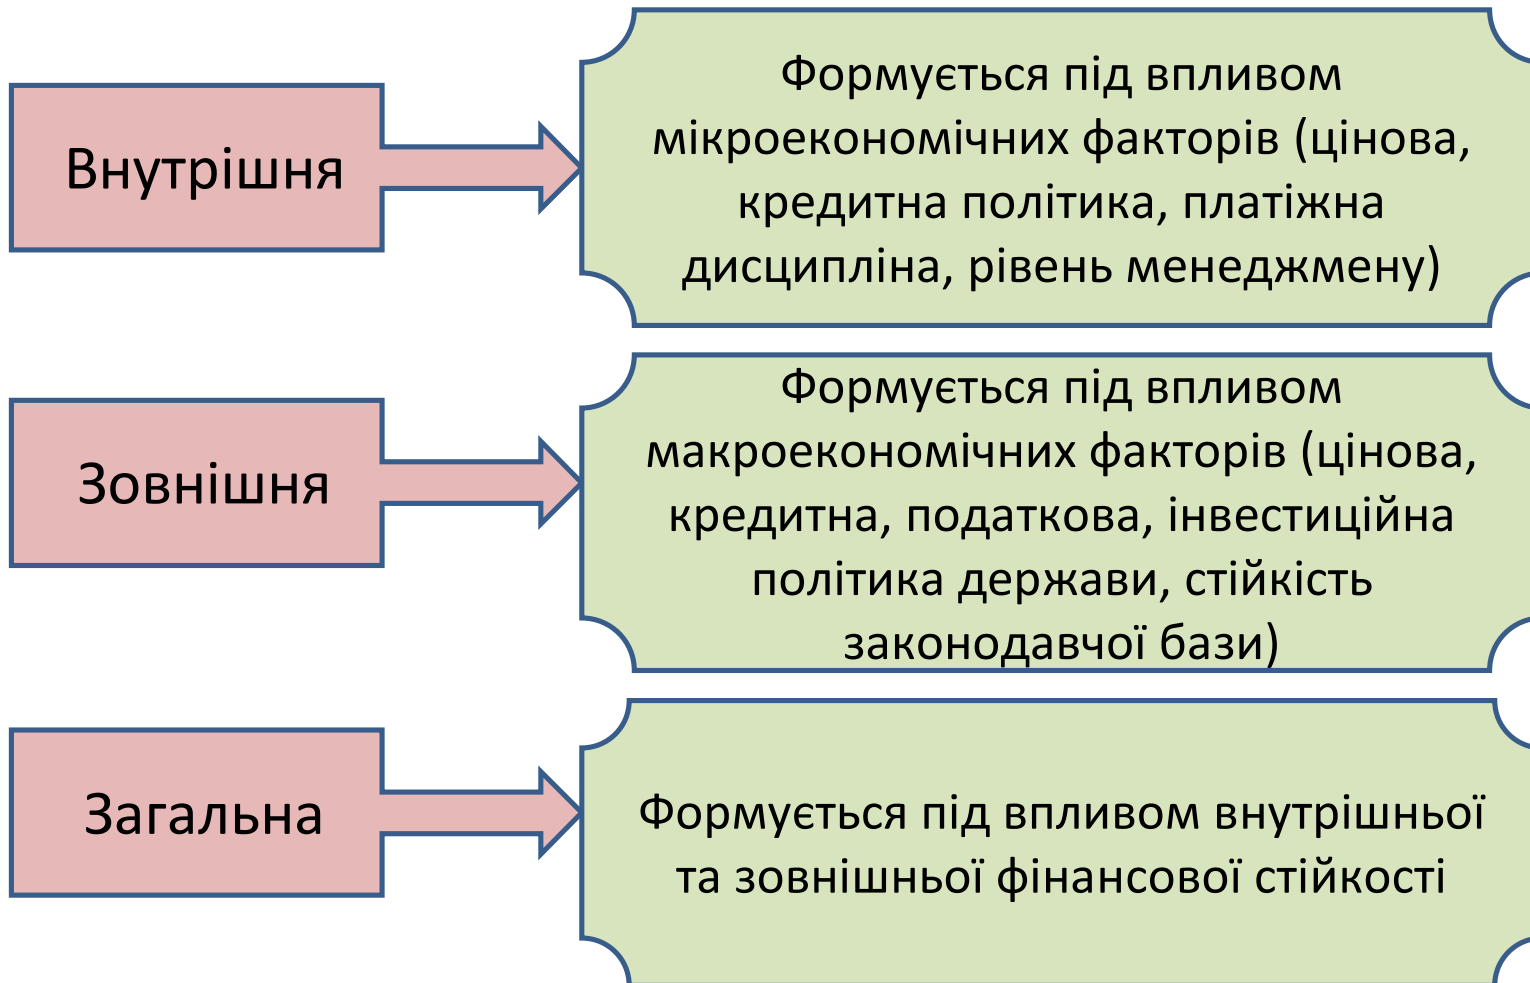 Внутрішня
Формується під впливом
мікроекономічних факторів (цінова,
кредитна політика, платіжна
дисципліна, рівень менеджмену)
Зовнішня
Формується під впливом
макроекономічних факторів (цінова,
кредитна, податкова, інвестиційна
політика держави, стійкість
законодавчої бази)
Загальна
Формується під впливом внутрішньої
та зовнішньої фінансової стійкості